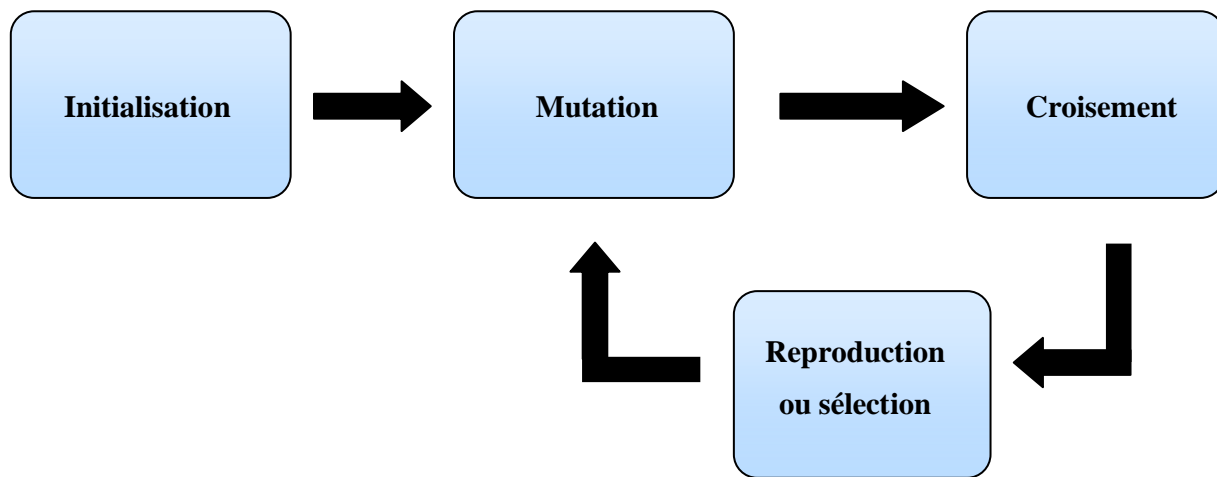 Initialisation
Mutation
Croisement
Reproduction
ou sélection